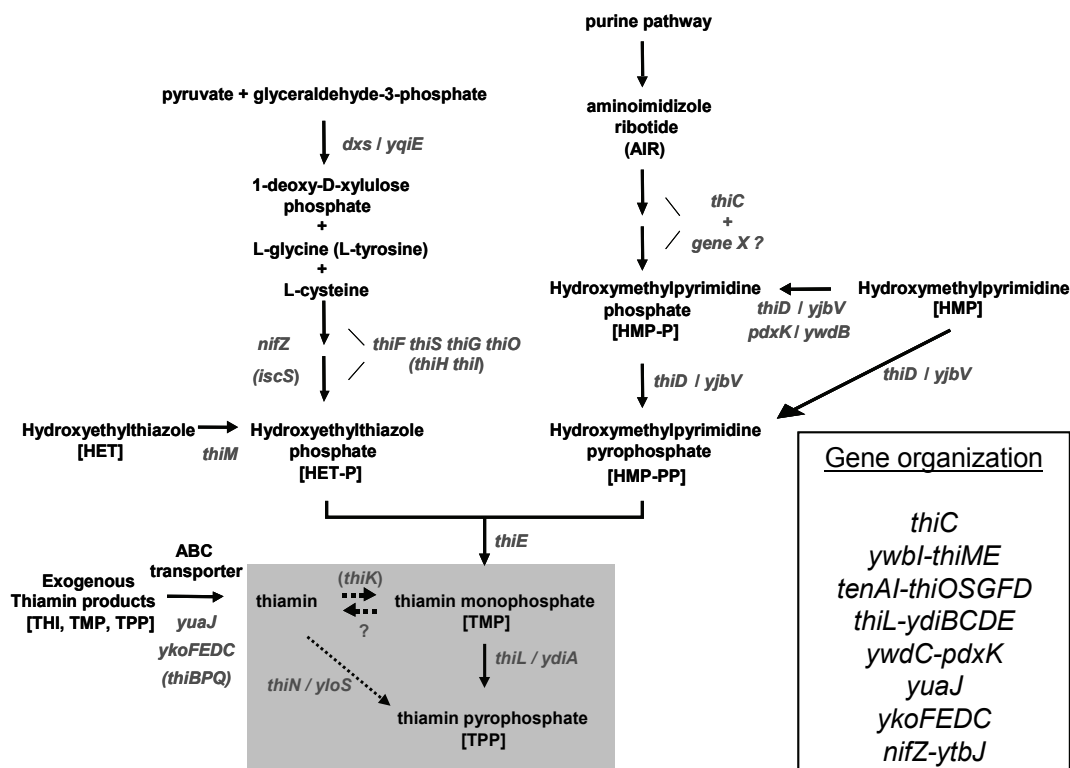 purine pathway
pyruvate + glyceraldehyde-3-phosphate
aminoimidizole
ribotide
(AIR)
dxs / yqiE
1-deoxy-D-xylulose
phosphate
+
L-glycine (L-tyrosine)
+
L-cysteine
thiC
+
gene X ?
Hydroxymethylpyrimidine
phosphate
[HMP-P]
thiD / yjbV
pdxK / ywdB
Hydroxymethylpyrimidine
[HMP]
nifZ
(iscS)
thiF thiS thiG thiO
(thiH thiI)
thiD / yjbV
thiD / yjbV
Hydroxyethylthiazole
[HET]
thiM
Hydroxyethylthiazole
phosphate
[HET-P]
Hydroxymethylpyrimidine
pyrophosphate
[HMP-PP]
thiE
ABC
transporter
Exogenous
Thiamin products
[THI, TMP, TPP]
yuaJ
ykoFEDC
(thiBPQ)
thiamin
(thiK)
?
thiamin monophosphate
[TMP]
thiL / ydiA
thiN / yloS
thiamin pyrophosphate
[TPP]
Gene organization
thiC
ywbI-thiME
tenAI-thiOSGFD
thiL-ydiBCDE
ywdC-pdxK
yuaJ
ykoFEDC
nifZ-ytbJ